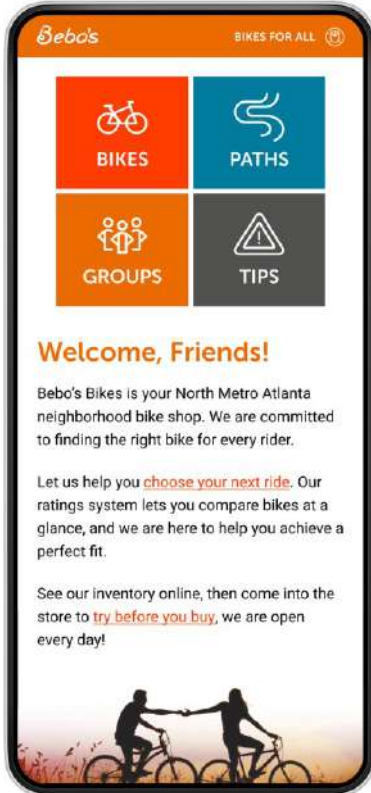 Bebo's
BIKES FOR ALL
BIKES
PATHS
GROUPS
TIPS
Welcome, Friends!
Bebo's Bikes is your North Metro Atlanta
neighborhood bike shop. We are committed
to finding the right bike for every rider.
Let us help you choose your next ride. Our
ratings system lets you compare bikes at a
glance, and we are here to help you achieve a
perfect fit.
See our inventory online, then come into the
store to try before you buy, we are open
every day!